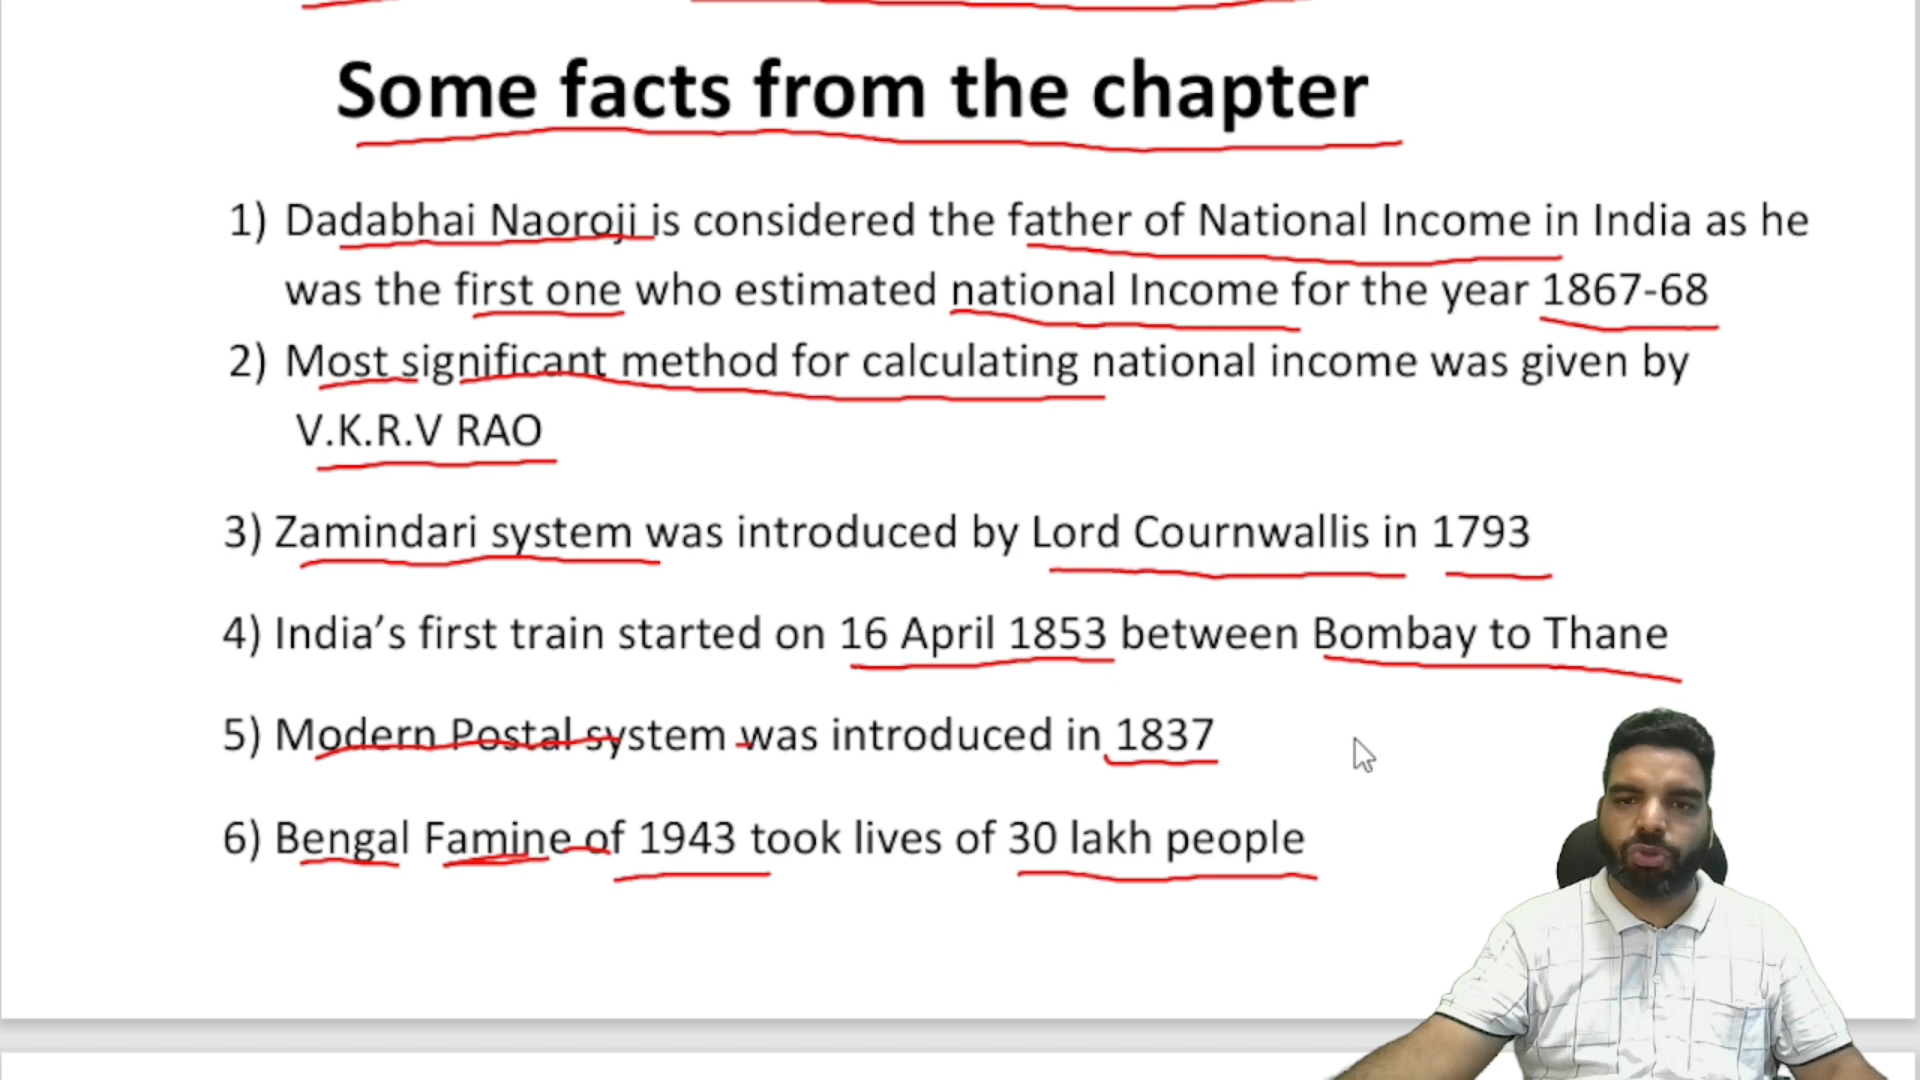 Some facts from the chapter
1) Dadabhai Naoroji is considered the father of National Income in India as he
was the first one who estimated national Income for the year 1867-68
2) Most significant method for calculating national income was given by
V.K.R.V RAO
3) Zamindari system was introduced by Lord Cournwallis in 1793
4) India’s first train started on 16 April 1853 between Bombay to Thane
5) Modern Postal system was introduced in 1837
6) Bengal Famine of 1943 took lives of 30 lakh people